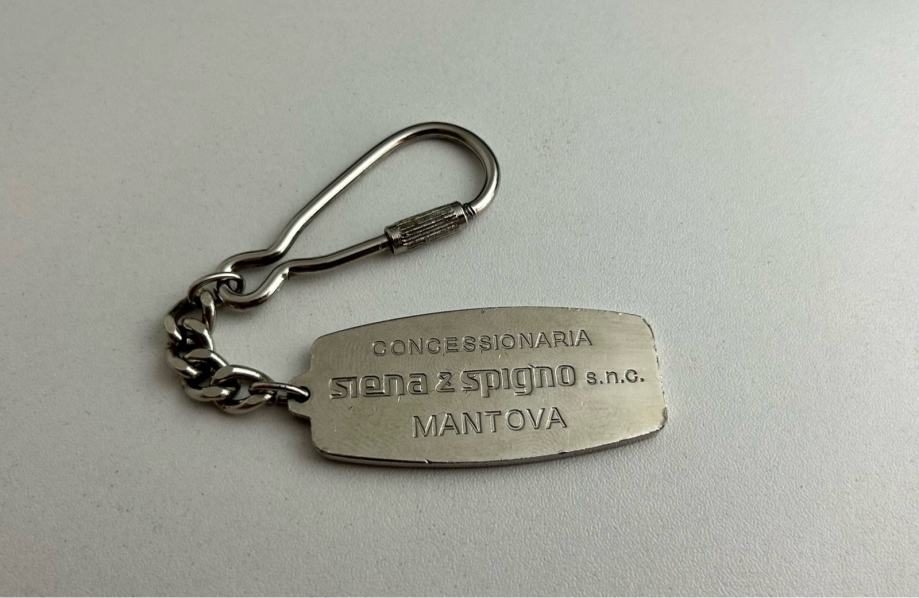 CONCESSIONARIA
siena & spigno s.n.c.
MANTOVA